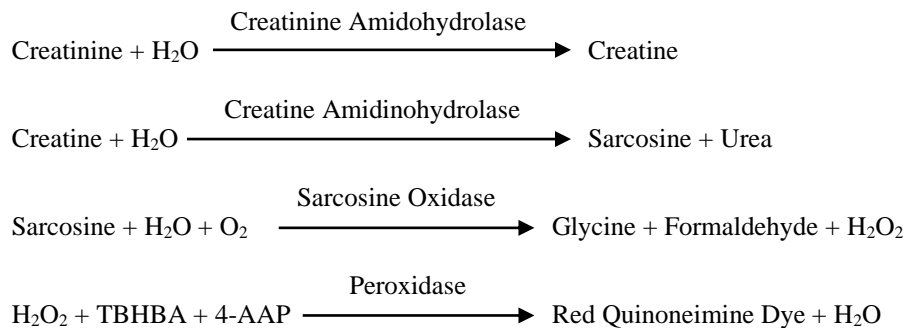 Creatinine Amidohydrolase
Creatinine + H₂O Creatine
Creatine Amidinohydrolase
Creatine + H₂O Sarcosine + Urea
Sarcosine Oxidase
Sarcosine + H₂O + O₂ Glycine + Formaldehyde + H₂O₂
Peroxidase
H₂O₂ + TBHBA + 4-AAP Red Quinoneimine Dye + H₂O